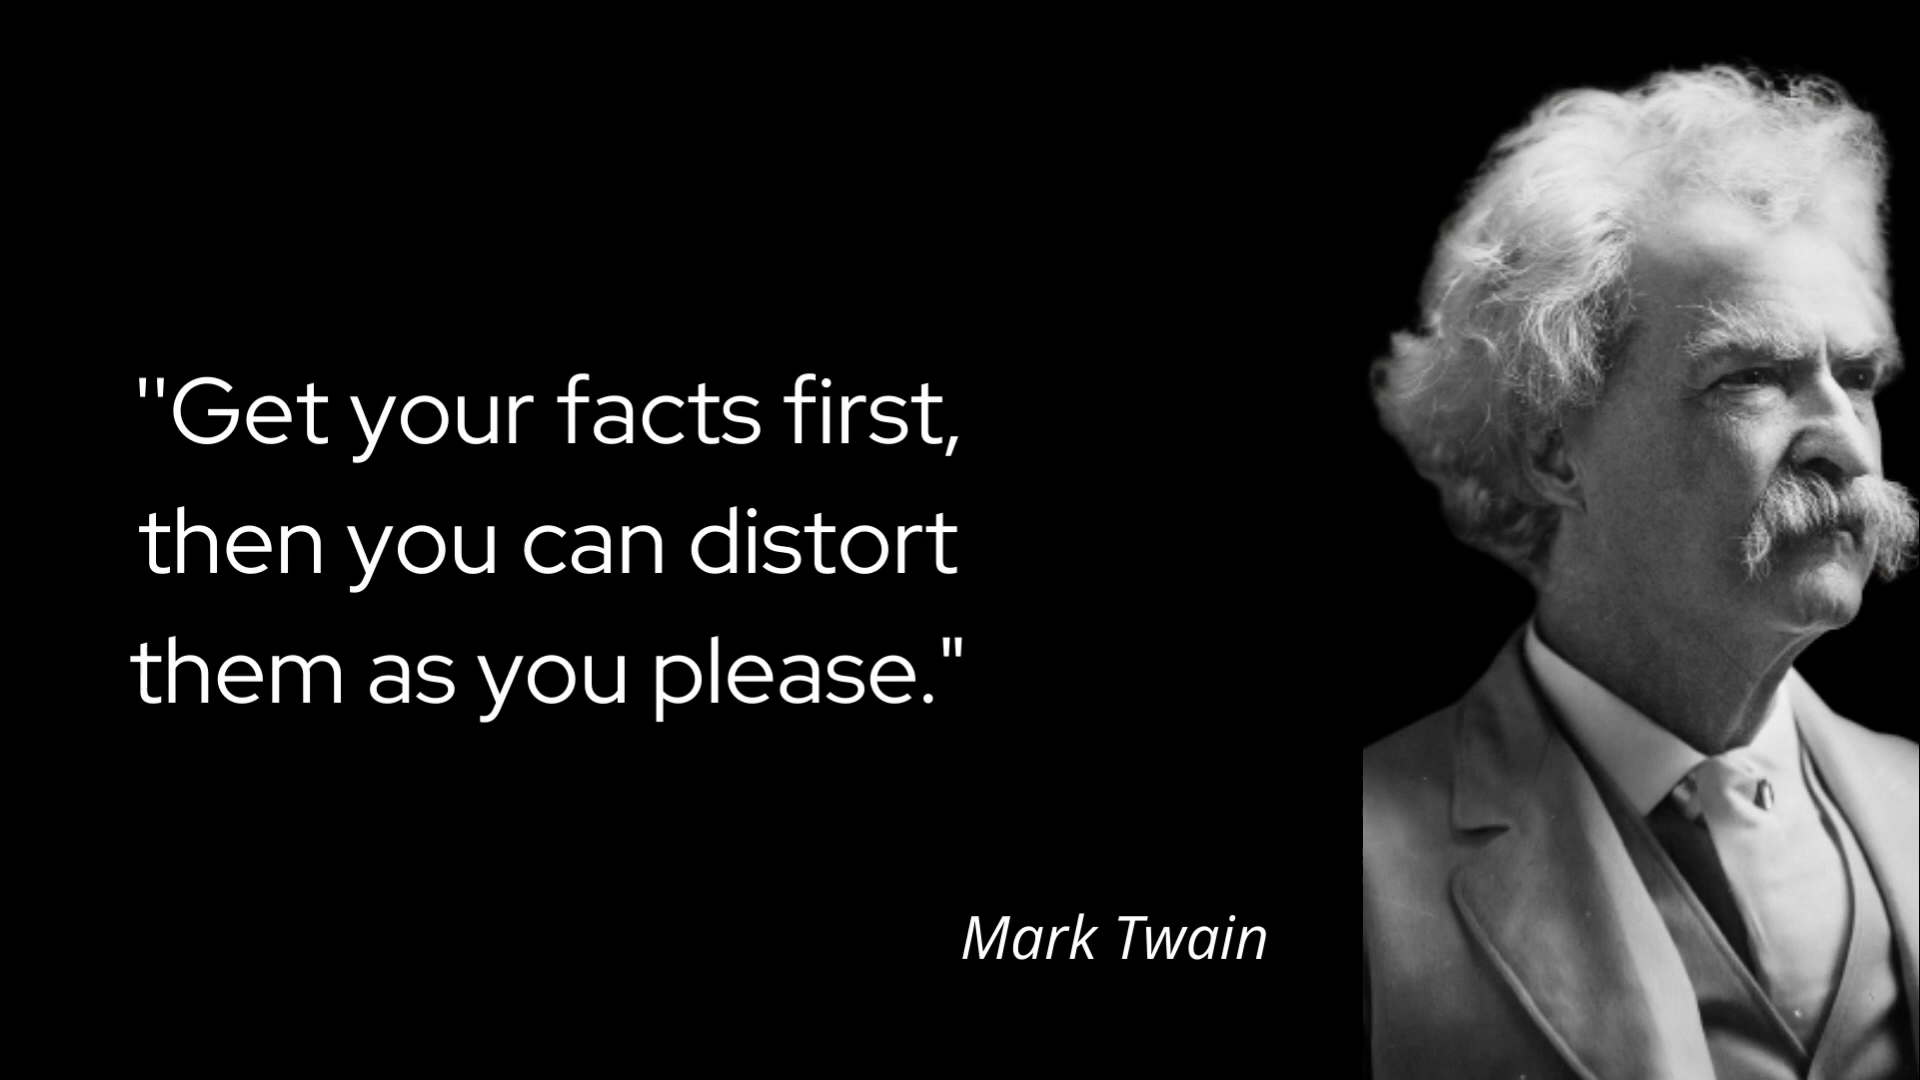 "Get your facts first,
then you can distort
them as you please."
Mark Twain